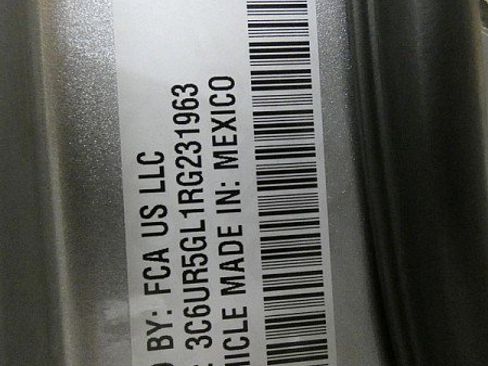 BY: FCA US LLC
3C6UR5GL1RG231963
MADE IN: MEXICO